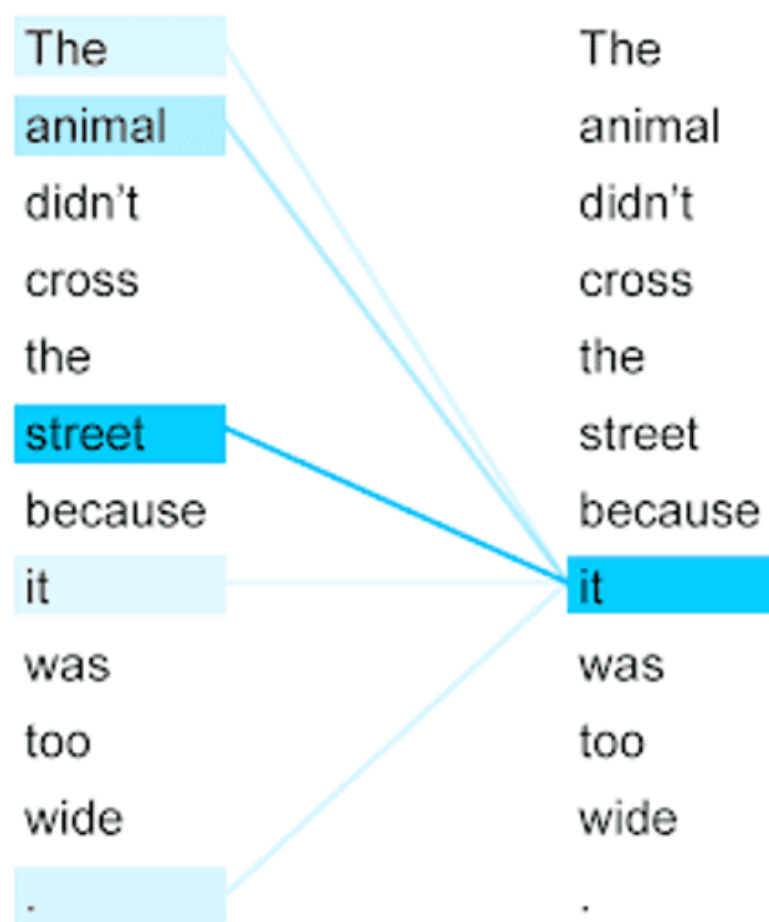 The The
animal animal
didn't didn't
cross cross
the the
street street
because because
it it
was was
too too
wide wide
. .